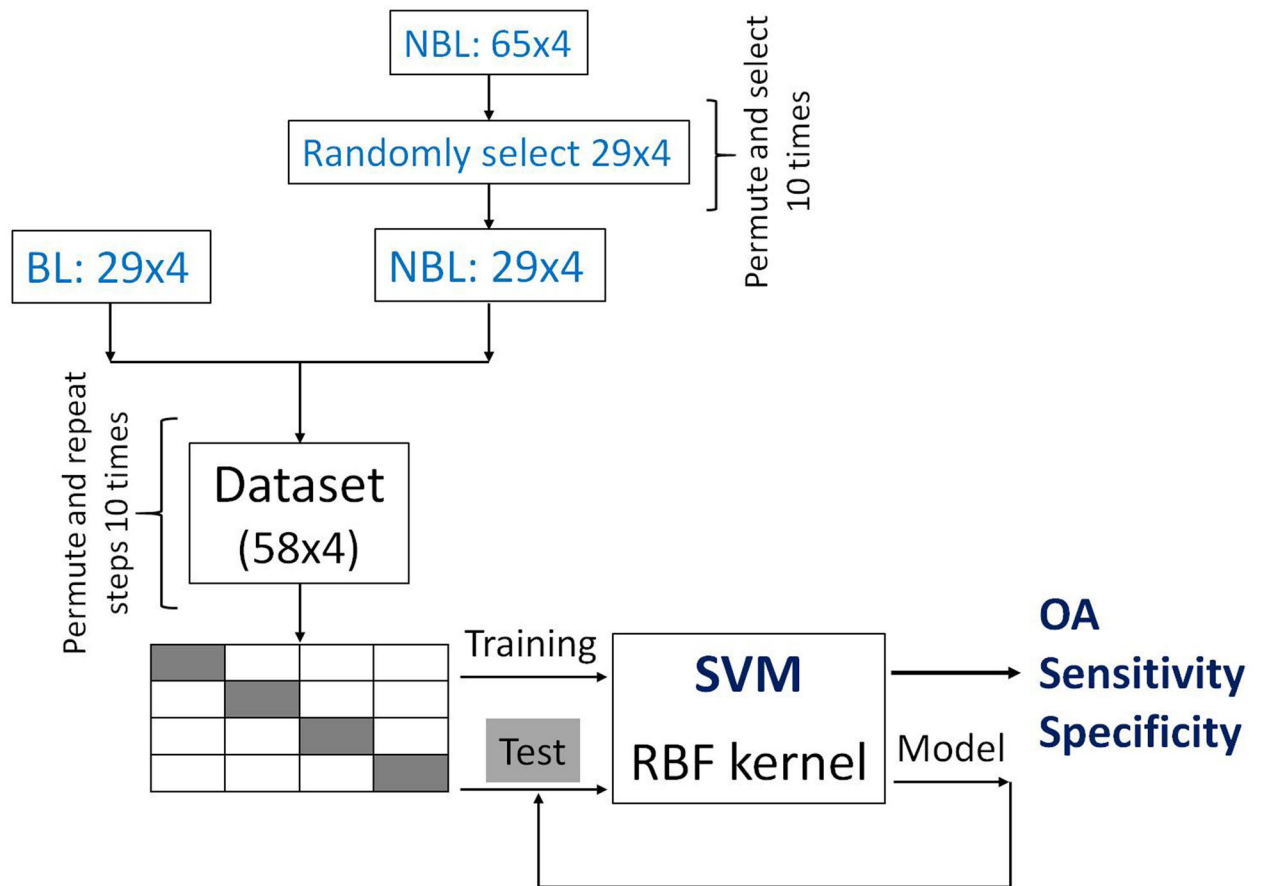 NBL: 65x4
Randomly select 29x4
Permute and select
10 times
BL: 29x4
NBL: 29x4
Permute and repeat
steps 10 times
Dataset
(58x4)
Training
Test
SVM
RBF kernel
Model
OA
Sensitivity
Specificity